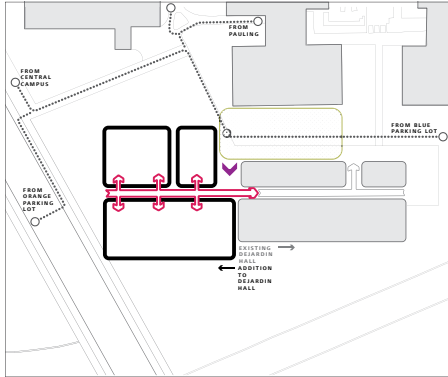 FROM
PAULING
FROM
CENTRAL
CAMPUS
FROM BLUE
PARKING LOT
FROM
ORANGE
PARKING
LOT
EXISTING
DEJARDIN
HALL
ADDITION
TO
DEJARDIN
HALL